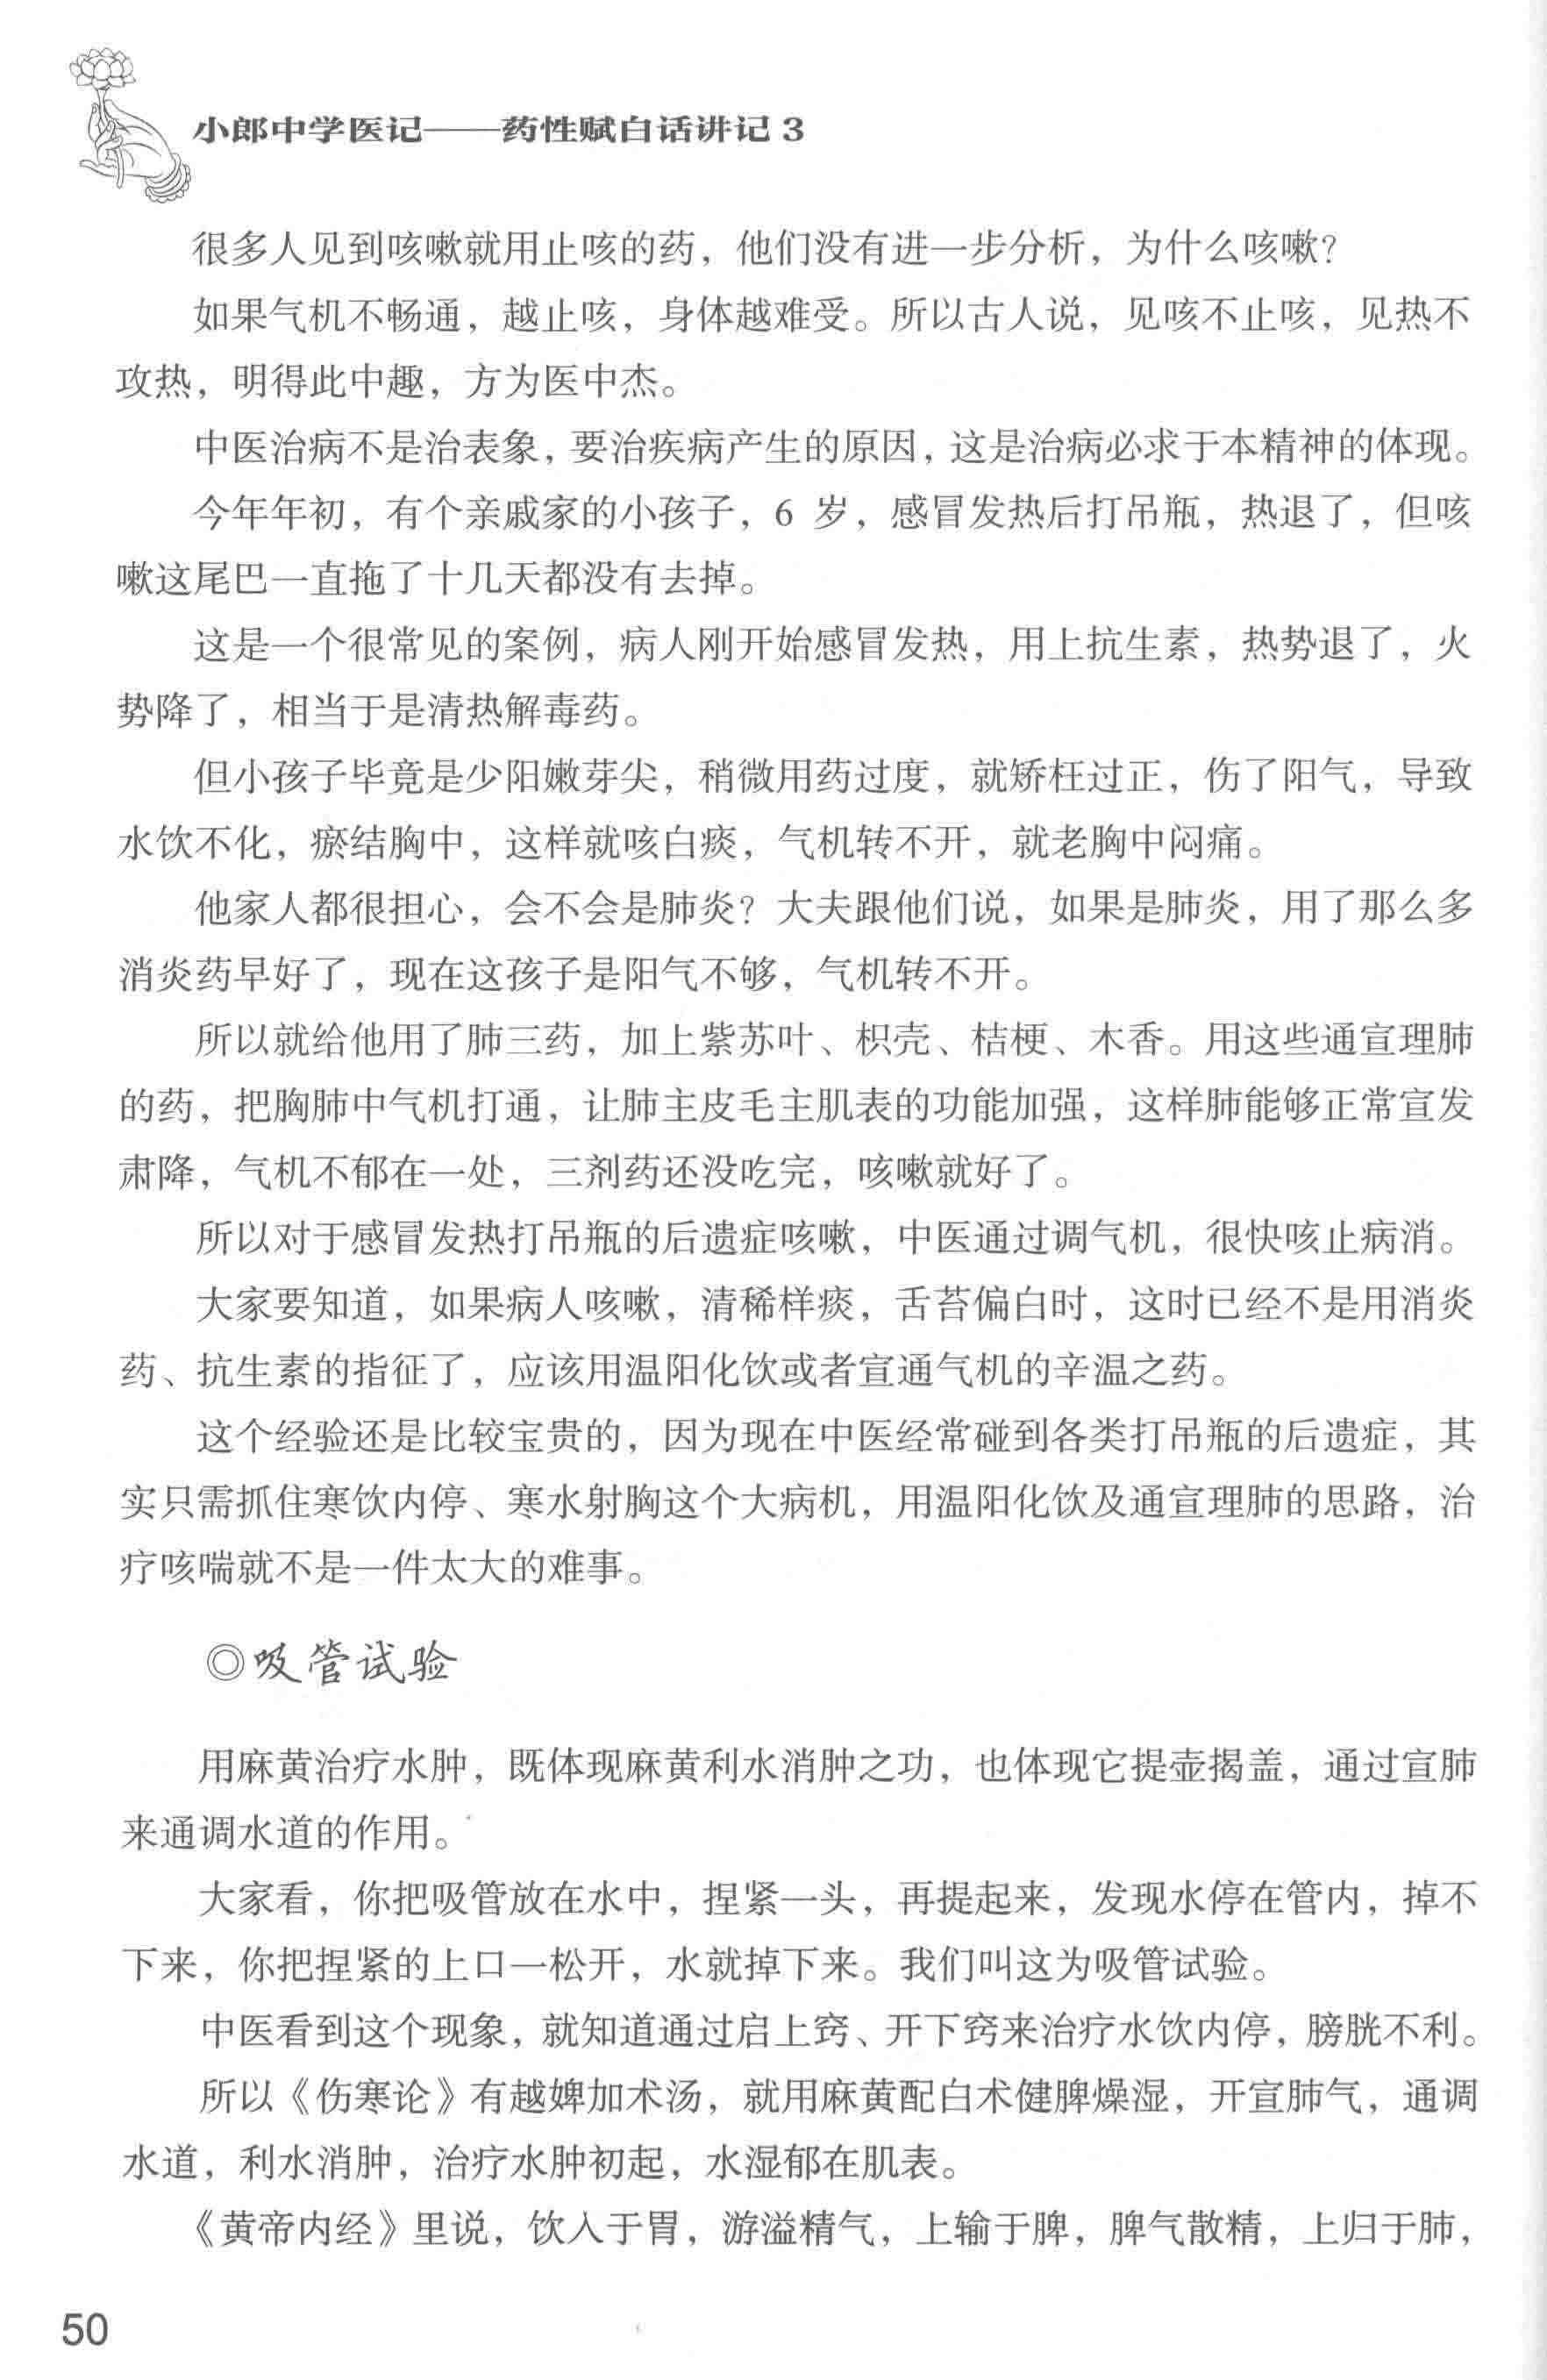 小郎中学医记——药性赋白话讲记3
很多人见到咳嗽就用止咳的药，他们没有进一步分析，为什么咳嗽？
如果气机不畅通，越止咳，身体越难受。所以古人说，见咳不止咳，见热不
攻热，明得此中趣，方为医中杰。
中医治病不是治表象，要治疾病产生的原因，这是治病必求于本精神的体现。
今年年初，有个亲戚家的小孩子，6 岁，感冒发热后打吊瓶，热退了，但咳
嗽这尾巴一直拖了十几天都没有去掉。
这是一个很常见的案例，病人刚开始感冒发热，用上抗生素，热势退了，火
势降了，相当于是清热解毒药。
但小孩子毕竟是少阳嫩芽尖，稍微用药过度，就矫枉过正，伤了阳气，导致
水饮不化，瘀结胸中，这样就咳白痰，气机转不开，就老胸中闷痛。
他家人都很担心，会不会是肺炎？大夫跟他们说，如果是肺炎，用了那么多
消炎药早好了，现在这孩子是阳气不够，气机转不开。
所以就给他用了肺三药，加上紫苏叶、枳壳、桔梗、木香。用这些通宣理肺
的药，把胸肺中气机打通，让肺主皮毛主肌表的功能加强，这样肺能够正常宣发
肃降，气机不郁在一处，三剂药还没吃完，咳嗽就好了。
所以对于感冒发热打吊瓶的后遗症咳嗽，中医通过调气机，很快咳止病消。
大家要知道，如果病人咳嗽，清稀样痰，舌苔偏白时，这时已经不是用消炎
药、抗生素的指征了，应该用温阳化饮或者宣通气机的辛温之药。
这个经验还是比较宝贵的，因为现在中医经常碰到各类打吊瓶的后遗症，其
实只需抓住寒饮内停、寒水射胸这个大病机，用温阳化饮及通宣理肺的思路，治
疗咳喘就不是一件太大的难事。
◎吸管试验
用麻黄治疗水肿，既体现麻黄利水消肿之功，也体现它提壶揭盖，通过宣肺
来通调水道的作用。
大家看，你把吸管放在水中，捏紧一头，再提起来，发现水停在管内，掉不
下来，你把捏紧的上口一松开，水就掉下来。我们叫这为吸管试验。
中医看到这个现象，就知道通过启上窍、开下窍来治疗水饮内停，膀胱不利。
所以《伤寒论》有越婢加术汤，就用麻黄配白术健脾燥湿，开宣肺气，通调
水道，利水消肿，治疗水肿初起，水湿郁在肌表。
《黄帝内经》里说，饮入于胃，游溢精气，上输于脾，脾气散精，上归于肺，
50